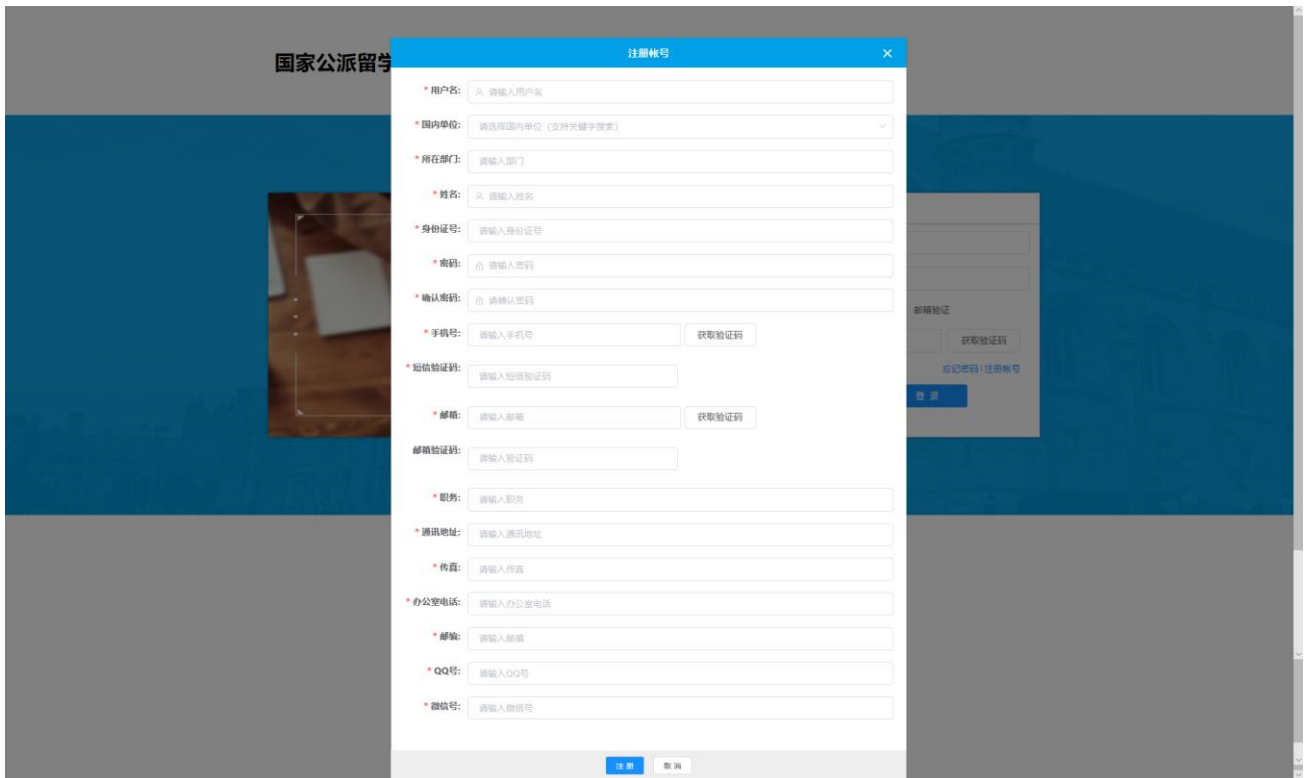 国家公派留学
注册帐号
* 用户名: 请输入用户名
* 国内单位: 请选择国内单位（支持关键字搜索）
* 所在部门: 请输入部门
* 姓名: 请输入姓名
* 身份证号: 请输入身份证号
* 密码: 请输入密码
* 确认密码: 请确认密码
邮箱验证
* 手机号: 请输入手机号 获取验证码
获取验证码
* 短信验证码: 请输入短信验证码
忘记密码 | 注册帐号
登 录
* 邮箱: 请输入邮箱 获取验证码
邮箱验证码: 请输入验证码
* 职务: 请输入职务
* 通讯地址: 请输入通讯地址
* 传真: 请输入传真
* 办公室电话: 请输入办公室电话
* 邮编: 请输入邮编
* QQ号: 请输入QQ号
* 微信号: 请输入微信号
注 册 取 消